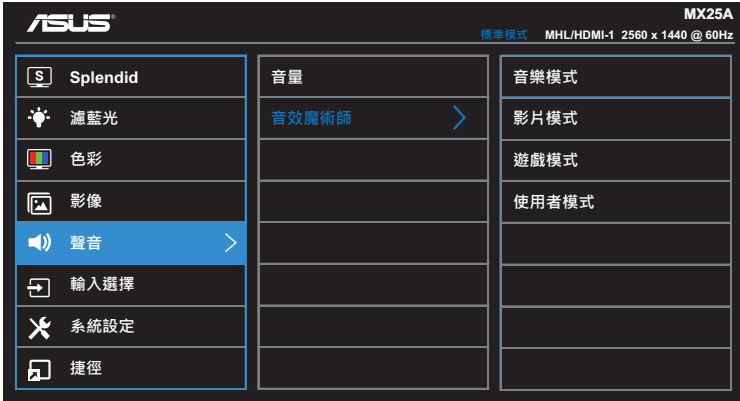 ASUS
MX25A
標準模式 MHL/HDMI-1 2560 x 1440 @ 60Hz
S Splendid
濾藍光
色彩
影像
聲音
輸入選擇
系統設定
捷徑
音量
音效魔術師
音樂模式
影片模式
遊戲模式
使用者模式